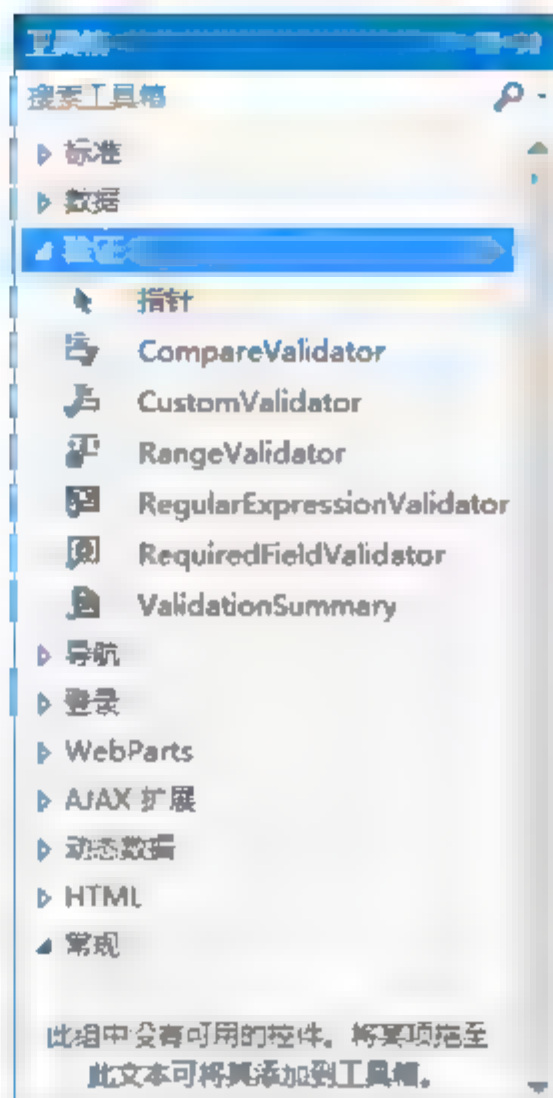 工具箱
搜索工具箱
标准
数据
验证
指针
CompareValidator
CustomValidator
RangeValidator
RegularExpressionValidator
RequiredFieldValidator
ValidationSummary
导航
登录
WebParts
AJAX 扩展
动态数据
HTML
常规
此组中没有可用的控件。将某项拖至
此文本可将其添加到工具箱。